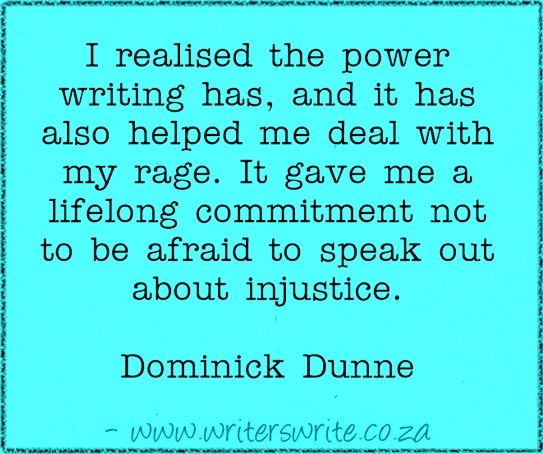 I realised the power
writing has, and it has
also helped me deal with
my rage. It gave me a
lifelong commitment not
to be afraid to speak out
about injustice.
Dominick Dunne
- www.writerswrite.co.za